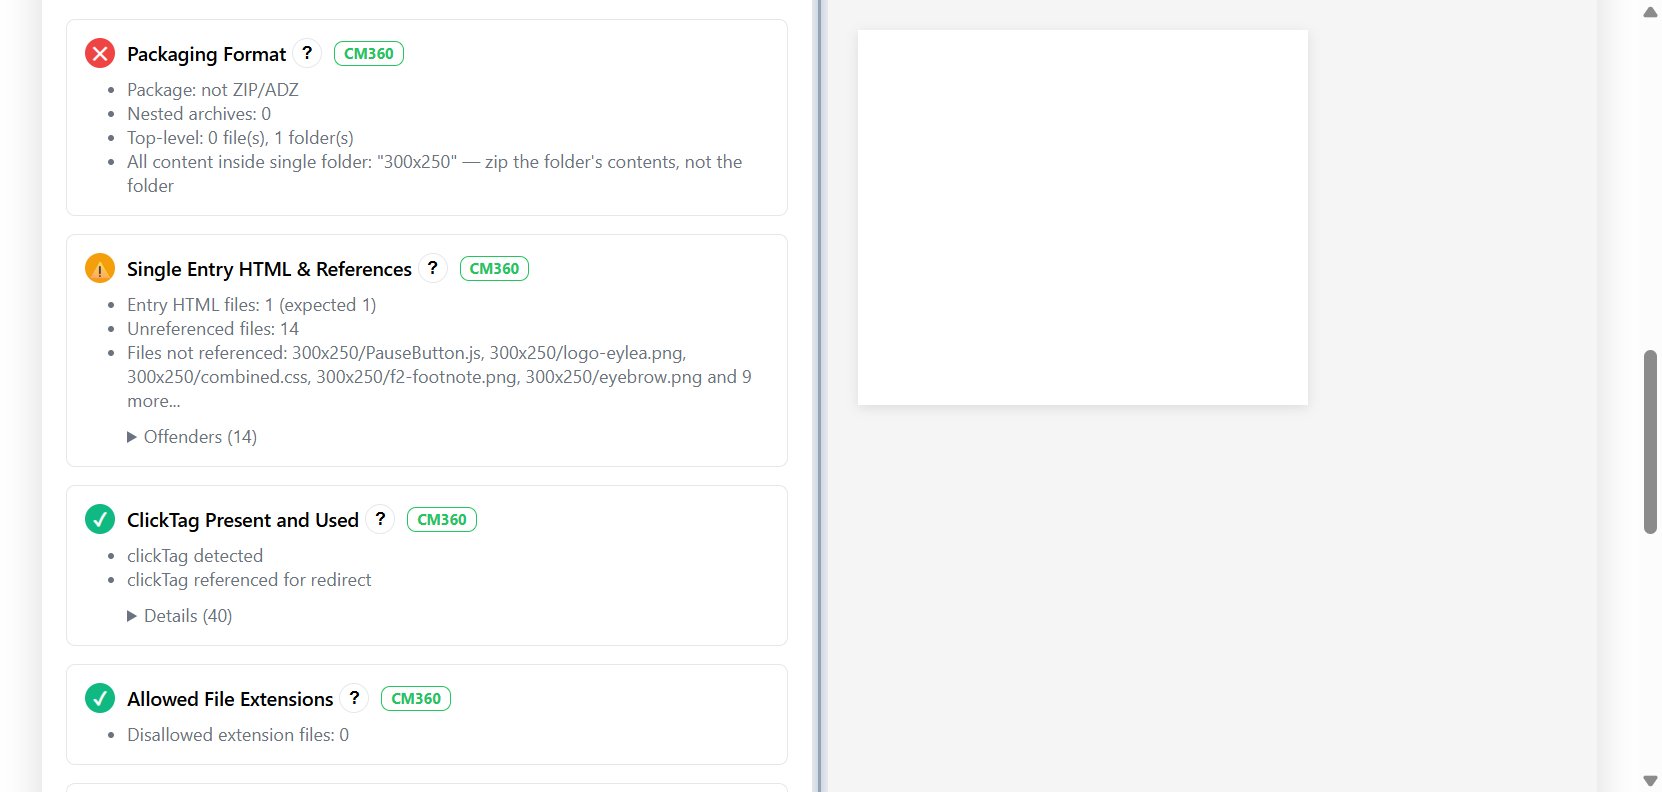 Packaging Format ? CM360
• Package: not ZIP/ADZ
• Nested archives: 0
• Top-level: 0 file(s), 1 folder(s)
• All content inside single folder: "300x250" — zip the folder's contents, not the
folder
Single Entry HTML & References ? CM360
• Entry HTML files: 1 (expected 1)
• Unreferenced files: 14
• Files not referenced: 300x250/PauseButton.js, 300x250/logo-eylea.png,
300x250/combined.css, 300x250/f2-footnote.png, 300x250/eyebrow.png and 9
more...
▶ Offenders (14)
ClickTag Present and Used ? CM360
• clickTag detected
• clickTag referenced for redirect
▶ Details (40)
Allowed File Extensions ? CM360
• Disallowed extension files: 0